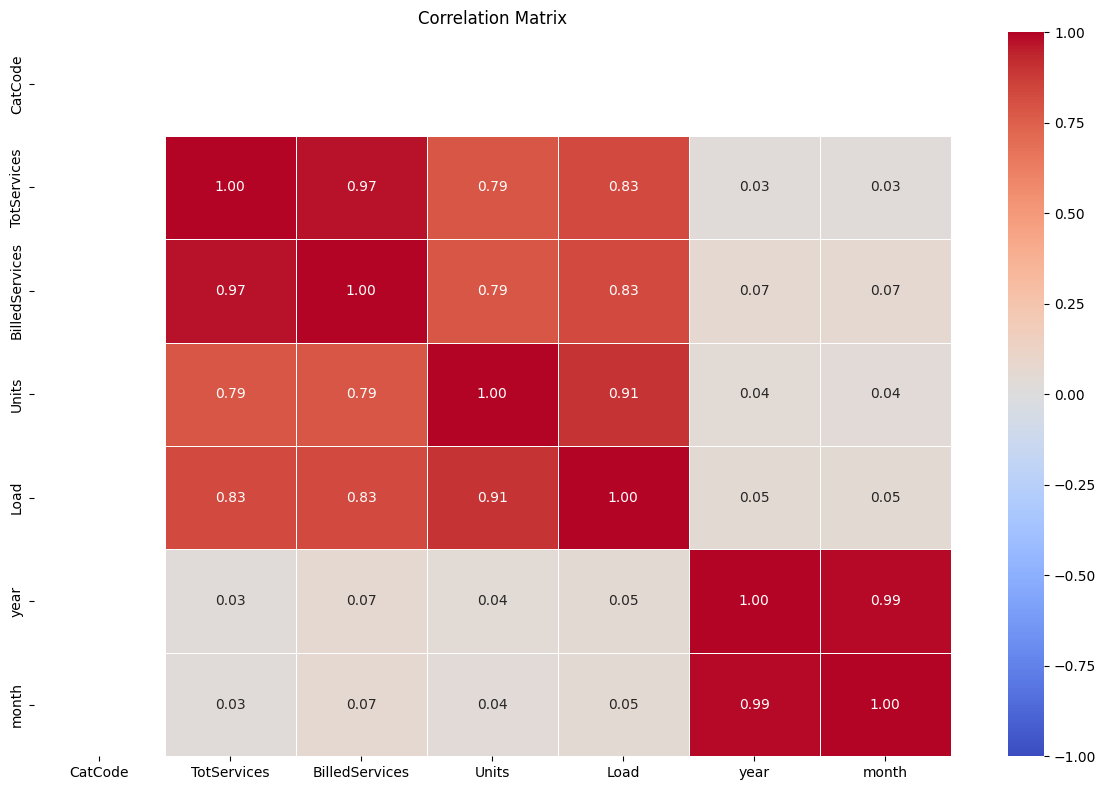 Correlation Matrix
CatCode
TotServices 1.00 0.97 0.79 0.83 0.03 0.03
BilledServices 0.97 1.00 0.79 0.83 0.07 0.07
Units 0.79 0.79 1.00 0.91 0.04 0.04
Load 0.83 0.83 0.91 1.00 0.05 0.05
year 0.03 0.07 0.04 0.05 1.00 0.99
month 0.03 0.07 0.04 0.05 0.99 1.00
CatCode TotServices BilledServices Units Load year month
1.00
0.75
0.50
0.25
0.00
−0.25
−0.50
−0.75
−1.00